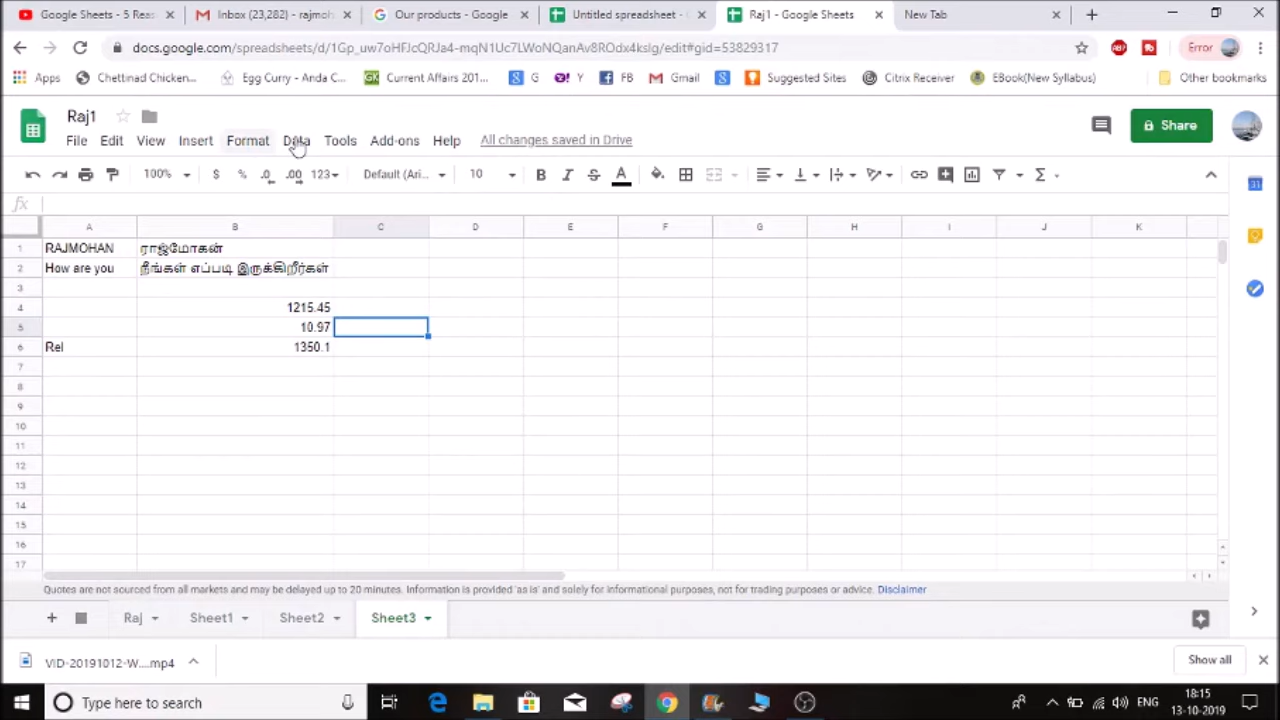 Google Sheets - 5 Reas
Inbox (23,282) - rajmoh
Our products - Google
Untitled spreadsheet -
Raj1 - Google Sheets
New Tab
docs.google.com/spreadsheets/d/1Gp_uw7oHFJcQRJa4-mqN1Uc7LWoNQanAv8ROdx4kslg/edit#gid=53829317
ABP
Error
Apps
Chettinad Chicken...
Egg Curry - Anda C...
GK
Current Affairs 201...
G
Y
FB
Gmail
Suggested Sites
Citrix Receiver
EBook(New Syllabus)
Other bookmarks
Raj1
File Edit View Insert Format Data Tools Add-ons Help All changes saved in Drive
Share
100% $ % .0 .00 123 Default (Ari... 10 B I S A Σ
fx
A B C D E F G H I J K
1 RAJMOHAN ராஜ்மோகன்
2 How are you நீங்கள் எப்படி இருக்கிறீர்கள்
3
4 1215.45
5 10.97
6 Rel 1350.1
7
8
9
10
11
12
13
14
15
16
17
31
Quotes are not sourced from all markets and may be delayed up to 20 minutes. Information is provided 'as is' and solely for informational purposes, not for trading purposes or advice. Disclaimer
Raj Sheet1 Sheet2 Sheet3
VID-20191012-W....mp4
Show all
Type here to search
ENG
18:15
13-10-2019